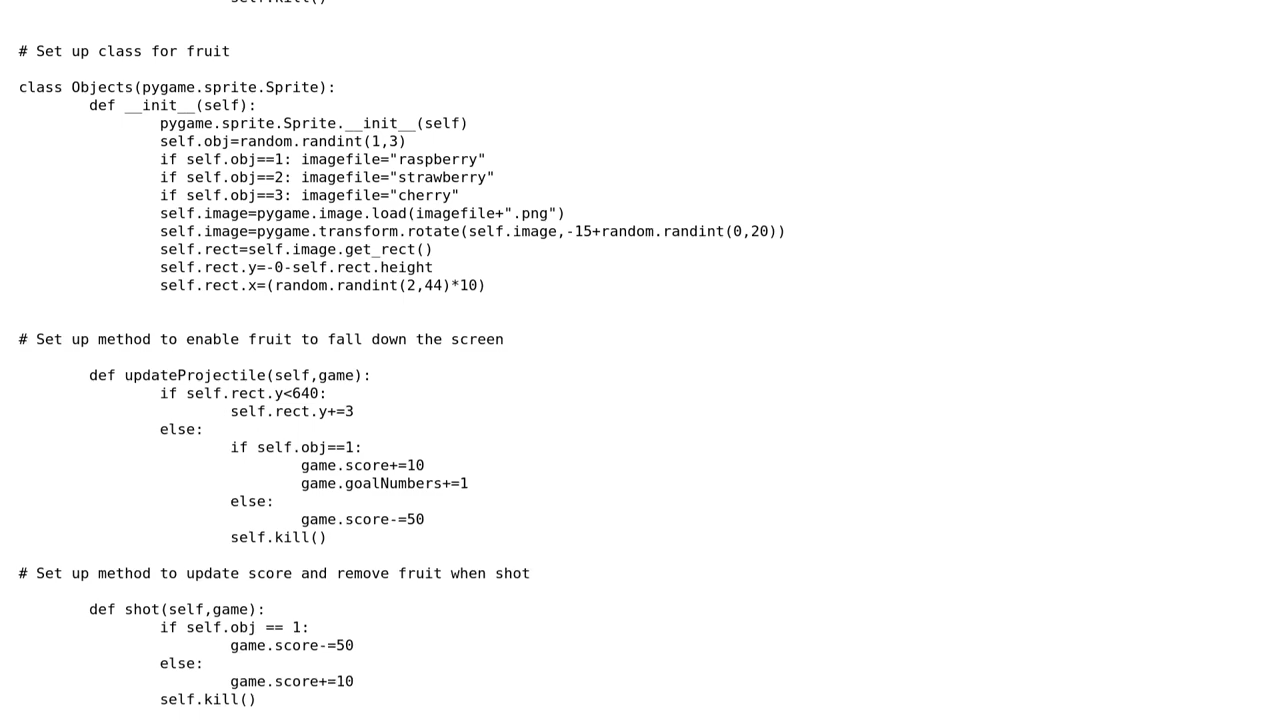 self.kill()
# Set up class for fruit
class Objects(pygame.sprite.Sprite):
def __init__(self):
pygame.sprite.Sprite.__init__(self)
self.obj=random.randint(1,3)
if self.obj==1: imagefile="raspberry"
if self.obj==2: imagefile="strawberry"
if self.obj==3: imagefile="cherry"
self.image=pygame.image.load(imagefile+".png")
self.image=pygame.transform.rotate(self.image,-15+random.randint(0,20))
self.rect=self.image.get_rect()
self.rect.y=-0-self.rect.height
self.rect.x=(random.randint(2,44)*10)
# Set up method to enable fruit to fall down the screen
def updateProjectile(self,game):
if self.rect.y<640:
self.rect.y+=3
else:
if self.obj==1:
game.score+=10
game.goalNumbers+=1
else:
game.score-=50
self.kill()
# Set up method to update score and remove fruit when shot
def shot(self,game):
if self.obj == 1:
game.score-=50
else:
game.score+=10
self.kill()